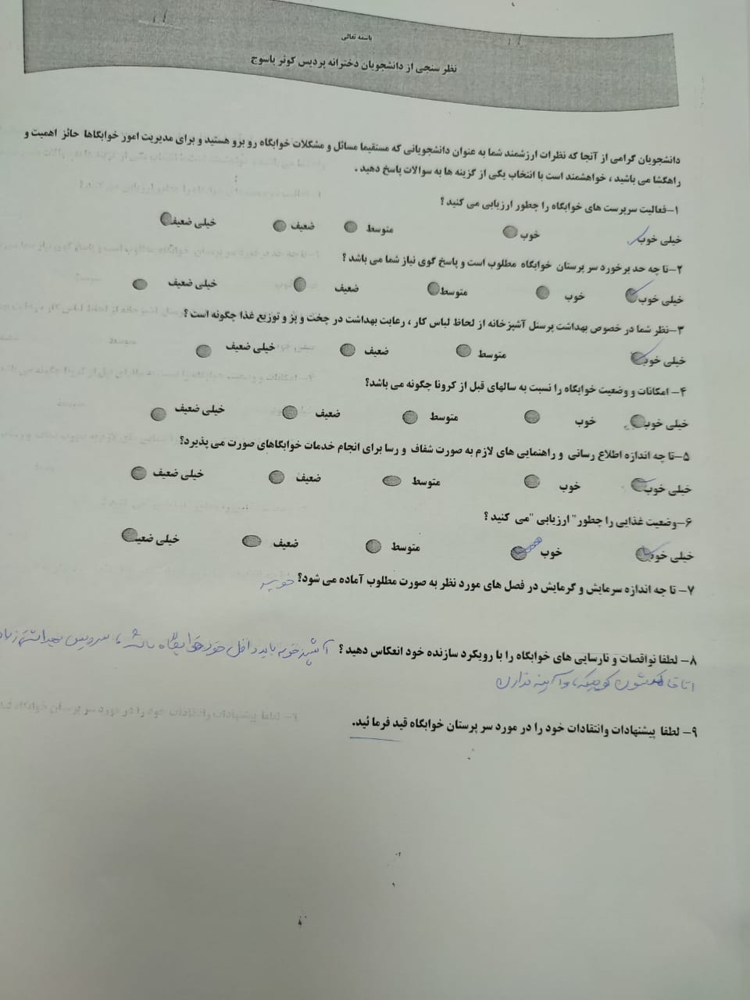 باسمه تعالی
نظر سنجی از دانشجویان دخترانه پردیس کوثر یاسوج
دانشجویان گرامی از آنجا که نظرات ارزشمند شما به عنوان دانشجویانی که مستقیما مسائل و مشکلات خوابگاه رو برو هستید و برای مدیریت امور خوابگاها حائز اهمیت و
راهگشا می باشید ، خواهشمند است با انتخاب یکی از گزینه ها به سوالات پاسخ دهید .
۱-فعالیت سرپرست های خوابگاه را چطور ارزیابی می کنید ؟
خیلی خوب خوب متوسط ضعیف خیلی ضعیف
۲-تا چه حد برخورد سر پرستان خوابگاه مطلوب است و پاسخ گوی نیاز شما می باشد ؟
خیلی خوب خوب متوسط ضعیف خیلی ضعیف
۳-نظر شما در خصوص بهداشت پرسنل آشپزخانه از لحاظ لباس کار ، رعایت بهداشت در چخت و پز و توزیع غذا چگونه است ؟
خیلی خوب متوسط ضعیف خیلی ضعیف
۴- امکانات و وضعیت خوابگاه را نسبت به سالهای قبل از کرونا چگونه می باشد؟
خیلی خوب خوب متوسط ضعیف خیلی ضعیف
۵-تا چه اندازه اطلاع رسانی و راهنمایی های لازم به صورت شفاف و رسا برای انجام خدمات خوابگاهای صورت می پذیرد؟
خیلی خوب خوب متوسط ضعیف خیلی ضعیف
۶-وضعیت غذایی را چطور" ارزیابی "می کنید ؟
خیلی خوب خوب متوسط ضعیف خیلی ضعیف
۷- تا جه اندازه سرمایش و گرمایش در فصل های مورد نظر به صورت مطلوب آماده می شود؟ خوبه
۸- لطفا نواقصات و نارسایی های خوابگاه را با رویکرد سازنده خود انعکاس دهید ؟ آشپزخونه باید داخل خود خوابگاه باشه ، سرویس بهداشتی
اتاقا کوچیکه، و آینه ندارن
۹- لطفا پیشنهادات وانتقادات خود را در مورد سر پرستان خوابگاه قید فرما ئید.